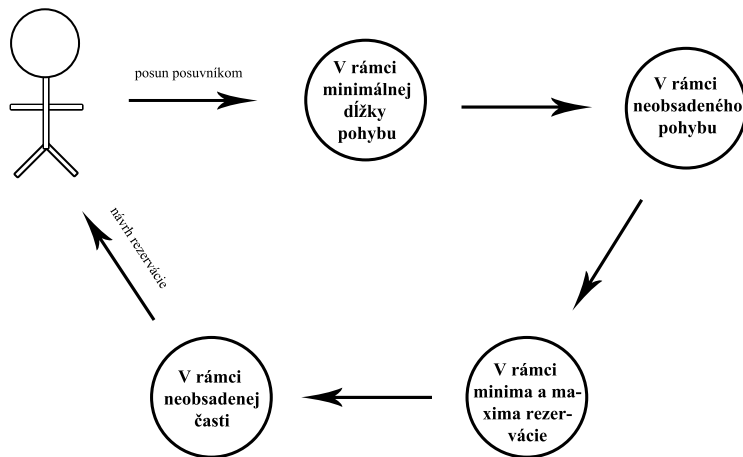 posun posuvníkom
V rámci
minimálnej
dĺžky
pohybu
V rámci
neobsadeného
pohybu
V rámci
minima a ma-
xima rezer-
vácie
V rámci
neobsadenej
časti
návrh rezervácie